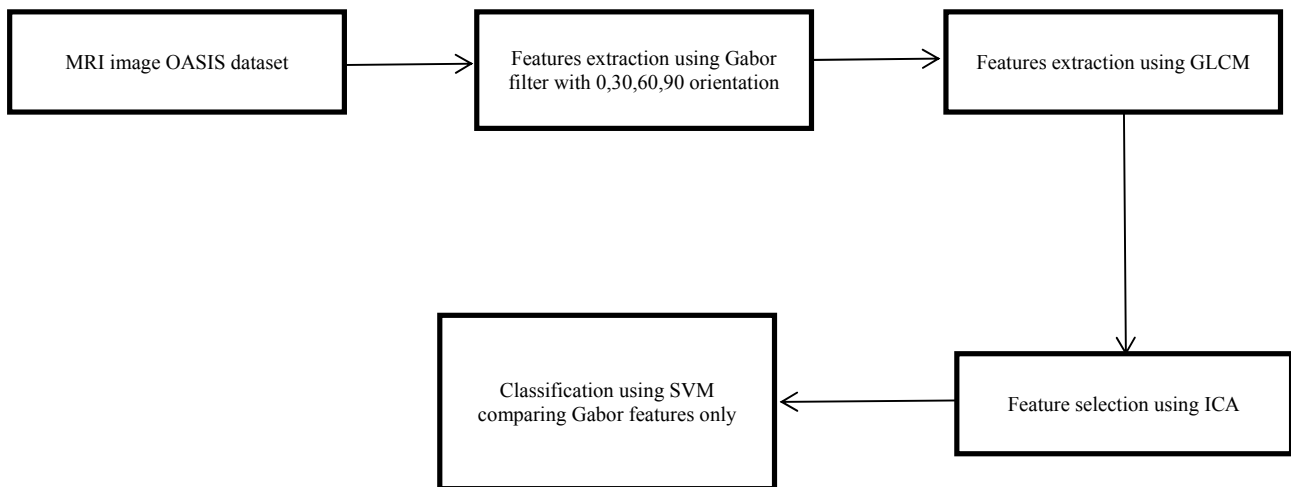 MRI image OASIS dataset
Features extraction using Gabor
filter with 0,30,60,90 orientation
Features extraction using GLCM
Feature selection using ICA
Classification using SVM
comparing Gabor features only